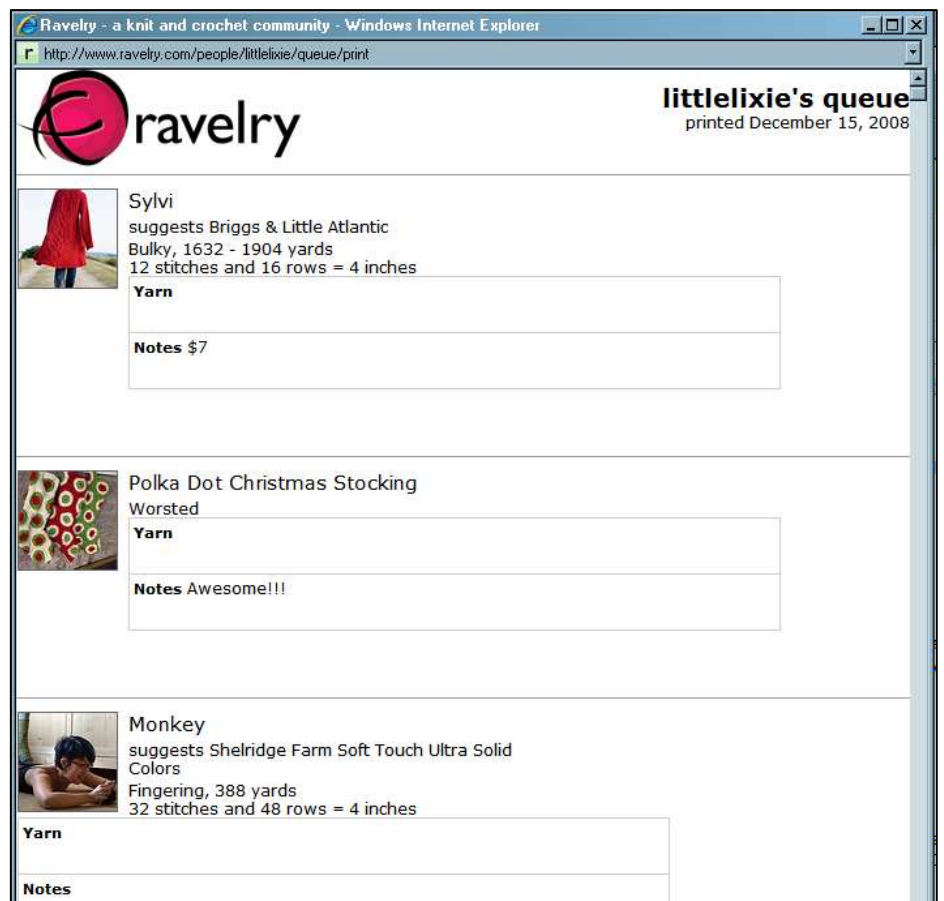 Ravelry - a knit and crochet community - Windows Internet Explorer
r http://www.ravelry.com/people/littlelixie/queue/print
ravelry
littlelixie's queue
printed December 15, 2008
Sylvi
suggests Briggs & Little Atlantic
Bulky, 1632 - 1904 yards
12 stitches and 16 rows = 4 inches
Yarn
Notes $7
Polka Dot Christmas Stocking
Worsted
Yarn
Notes Awesome!!!
Monkey
suggests Shelridge Farm Soft Touch Ultra Solid
Colors
Fingering, 388 yards
32 stitches and 48 rows = 4 inches
Yarn
Notes